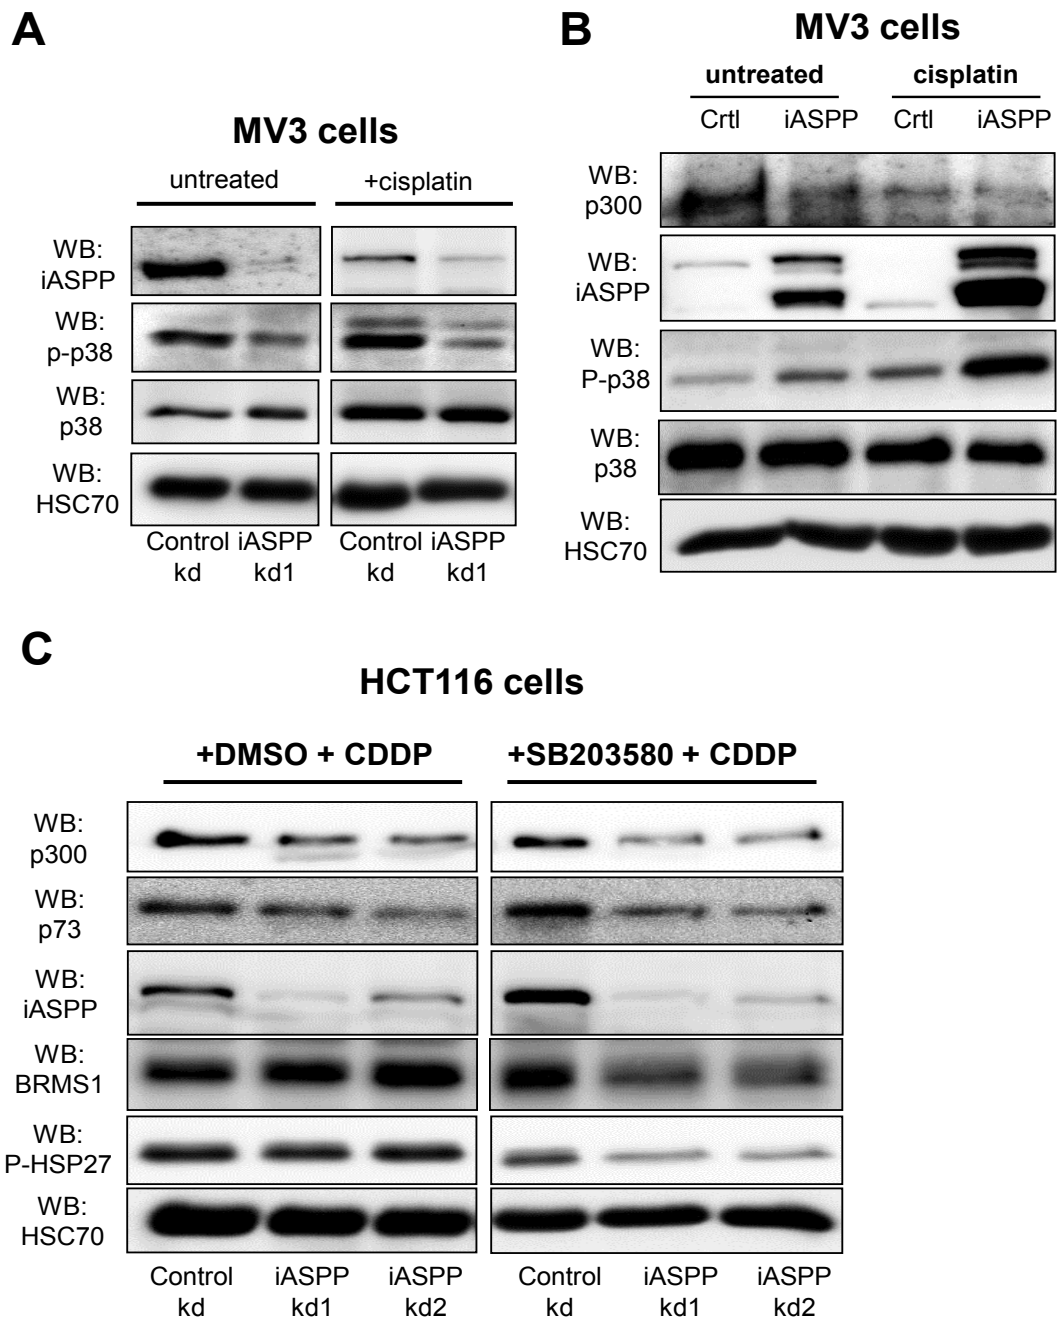 A
MV3 cells
untreated
+cisplatin
WB:
iASPP
WB:
p-p38
WB:
p38
WB:
HSC70
Control iASPP
kd kd1
Control iASPP
kd kd1
B
MV3 cells
untreated
cisplatin
Crtl iASPP Crtl iASPP
WB:
p300
WB:
iASPP
WB:
P-p38
WB:
p38
WB:
HSC70
C
HCT116 cells
+DMSO + CDDP
+SB203580 + CDDP
WB:
p300
WB:
p73
WB:
iASPP
WB:
BRMS1
WB:
P-HSP27
WB:
HSC70
Control iASPP iASPP Control iASPP iASPP
kd kd1 kd2 kd kd1 kd2